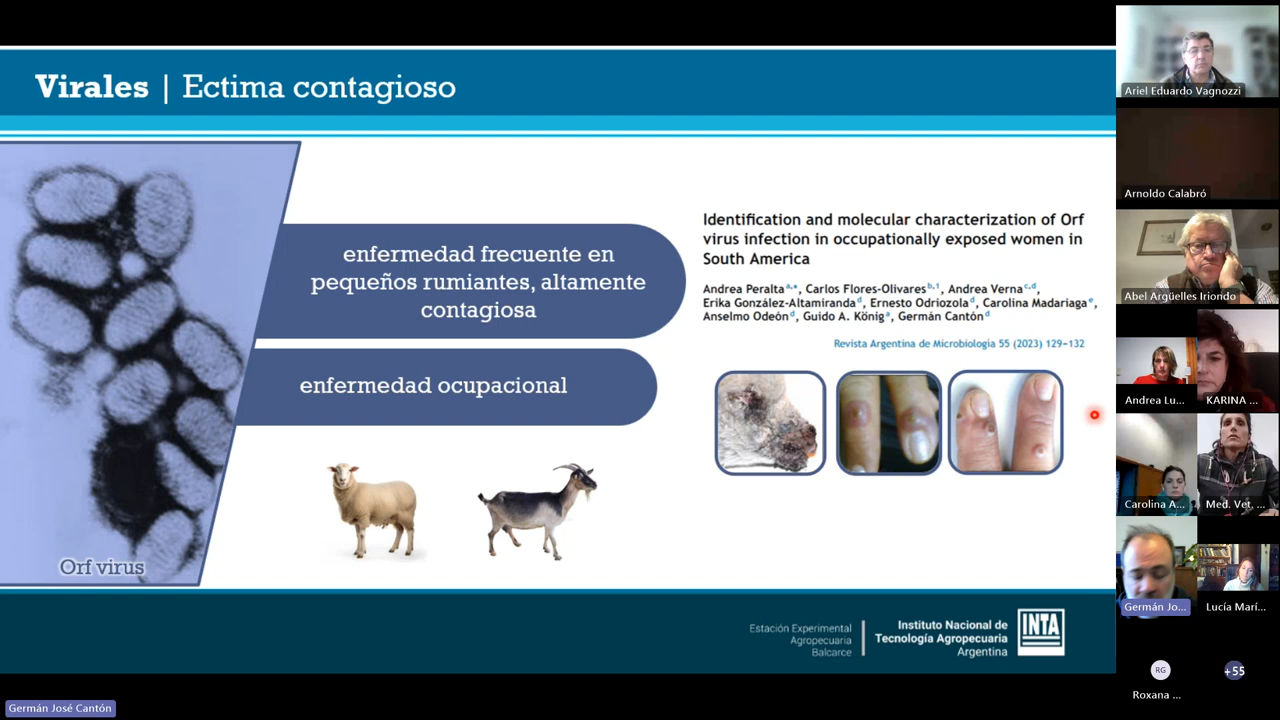 Virales | Ectima contagioso
enfermedad frecuente en
pequeños rumiantes, altamente
contagiosa
enfermedad ocupacional
Orf virus
Identification and molecular characterization of Orf
virus infection in occupationally exposed women in
South America
Andrea Peralta a,*, Carlos Flores-Olivares b,1, Andrea Verna c,d,
Erika González-Altamiranda d, Ernesto Odriozola d, Carolina Madariaga e,
Anselmo Odeón d, Guido A. König a, Germán Cantón d
Revista Argentina de Microbiología 55 (2023) 129–132
Estación Experimental
Agropecuaria
Balcarce
Instituto Nacional de
Tecnología Agropecuaria
Argentina
INTA
Germán José Cantón
Ariel Eduardo Vagnozzi
Arnoldo Calabró
Abel Argüelles Iriondo
Andrea Lu...
KARINA ...
Carolina A...
Med. Vet. ...
Germán Jo...
Lucía Marí...
RG
+55
Roxana ...